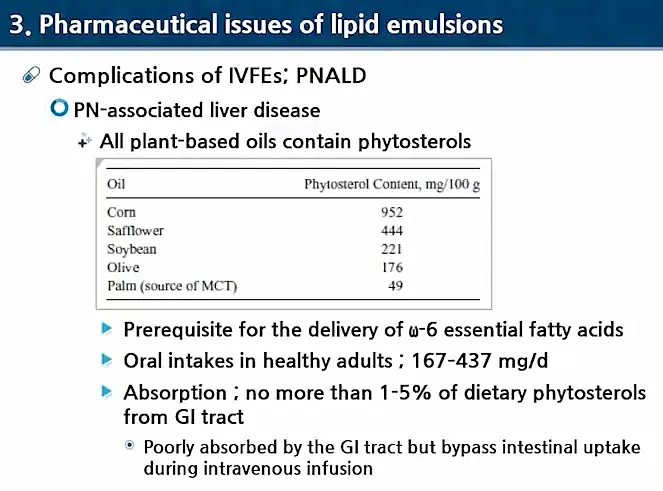 3. Pharmaceutical issues of lipid emulsions
Complications of IVFEs; PNALD
PN-associated liver disease
All plant-based oils contain phytosterols
Oil Phytosterol Content, mg/100 g
Corn 952
Safflower 444
Soybean 221
Olive 176
Palm (source of MCT) 49
Prerequisite for the delivery of ω-6 essential fatty acids
Oral intakes in healthy adults ; 167-437 mg/d
Absorption ; no more than 1-5% of dietary phytosterols
from GI tract
Poorly absorbed by the GI tract but bypass intestinal uptake
during intravenous infusion